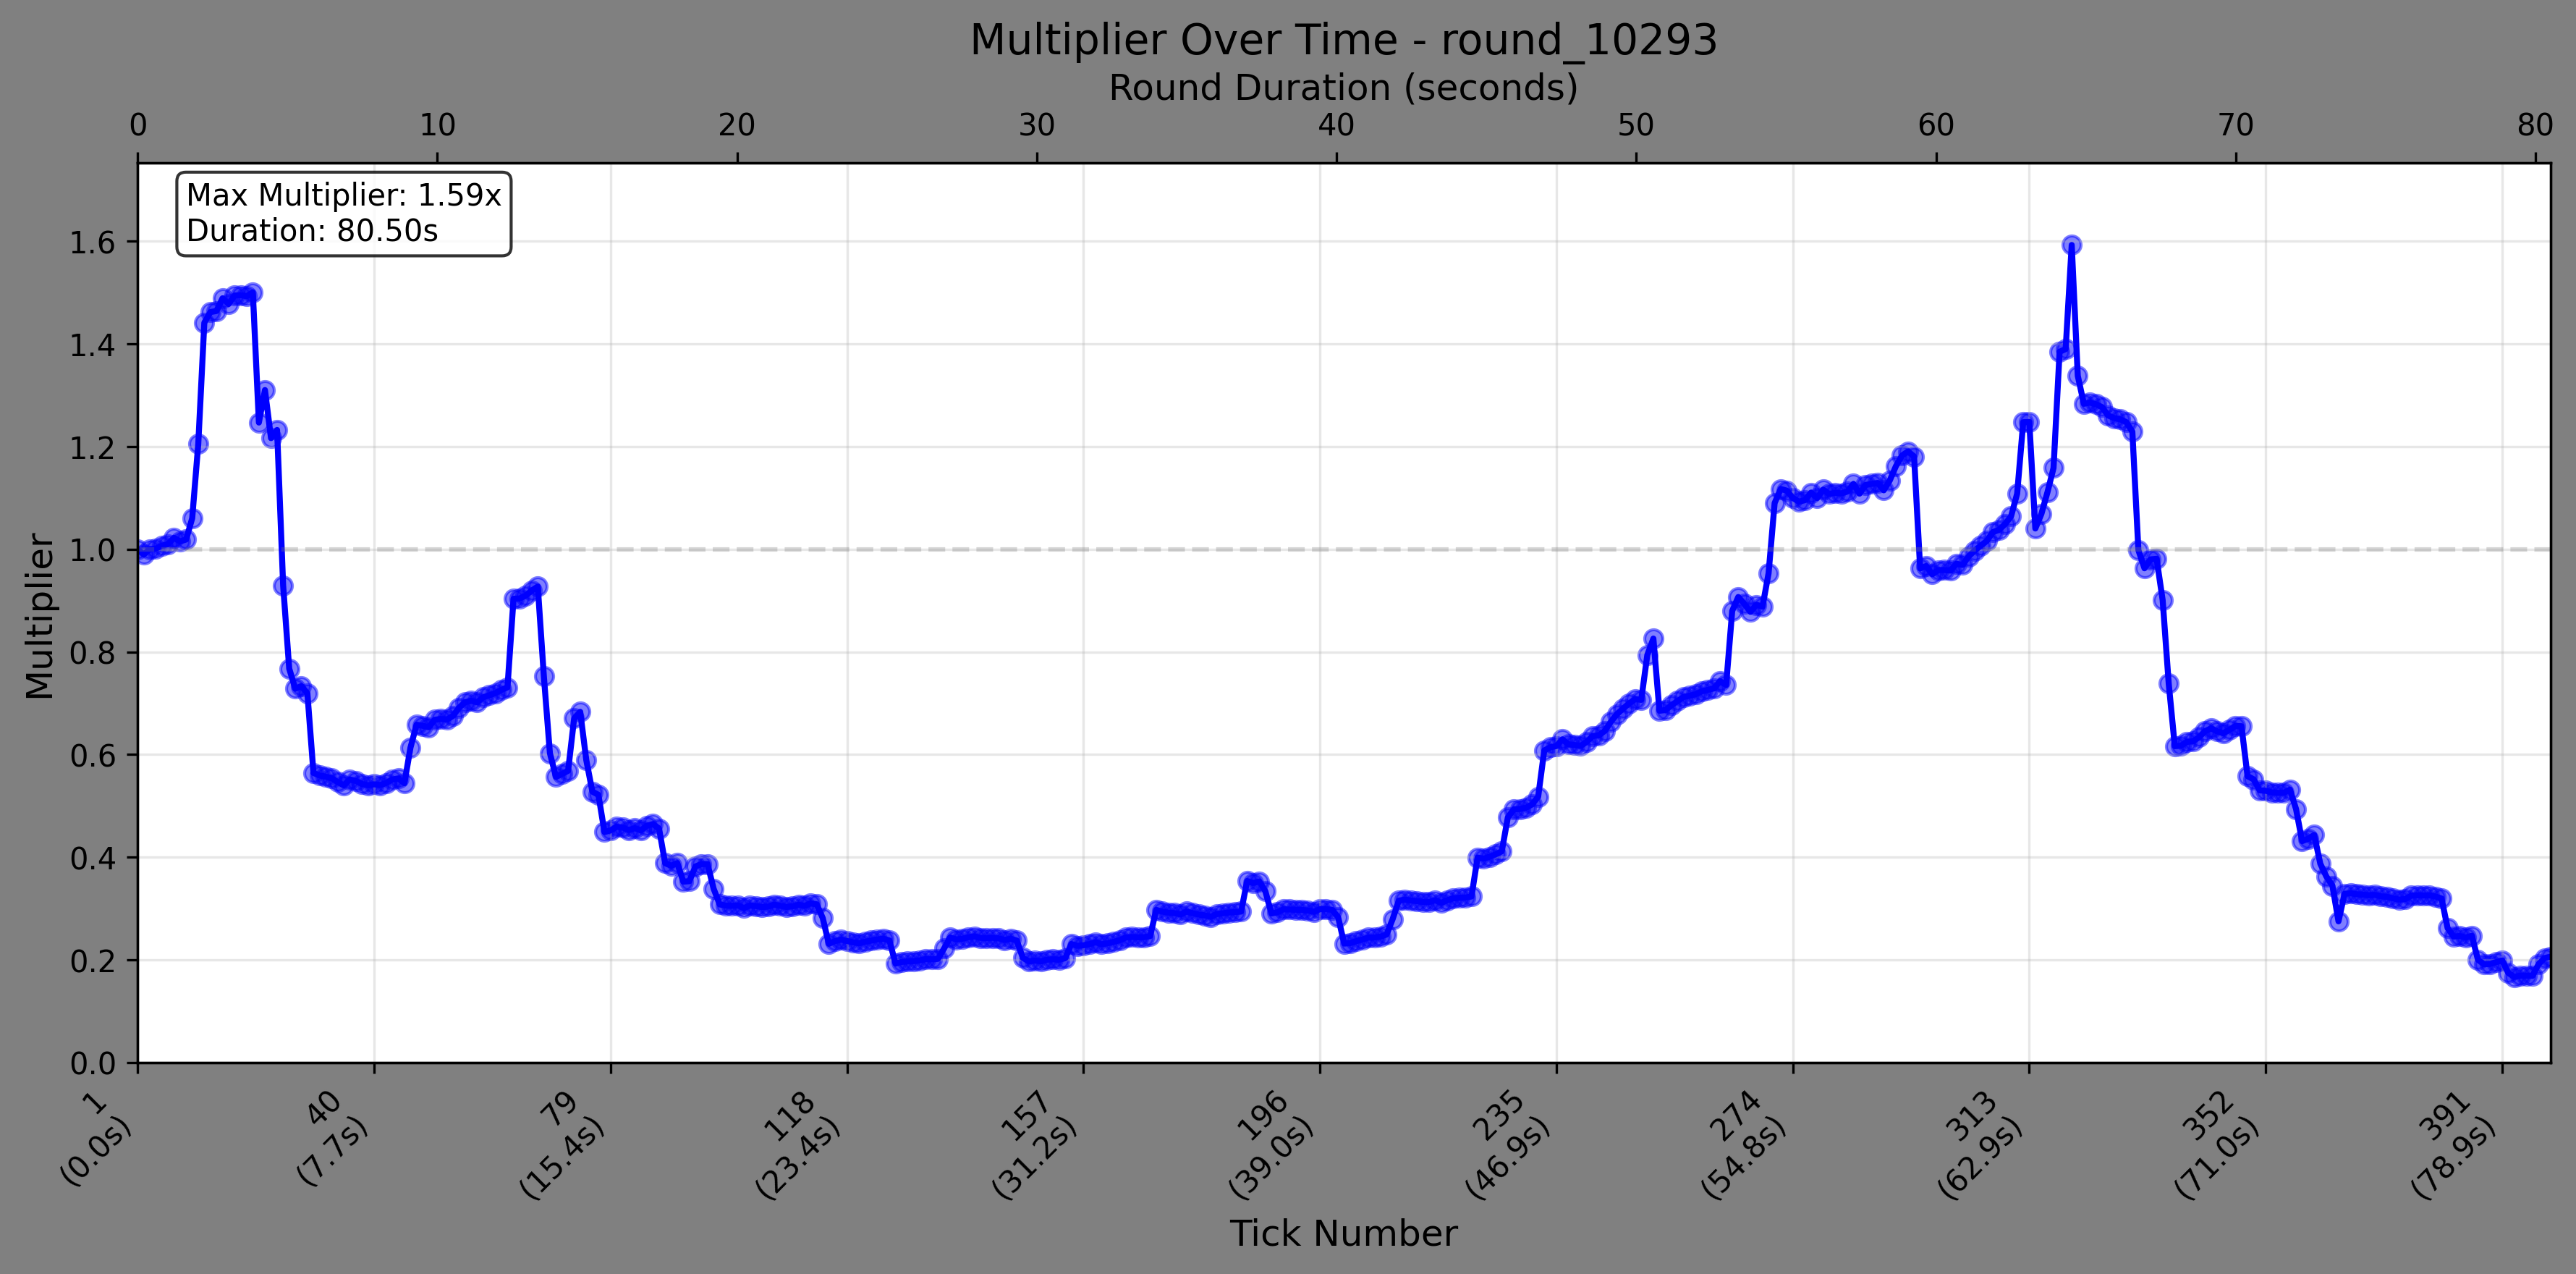 Multiplier Over Time - round_10293
Round Duration (seconds)
0 10 20 30 40 50 60 70 80
Max Multiplier: 1.59x
Duration: 80.50s
Multiplier
1.6
1.4
1.2
1.0
0.8
0.6
0.4
0.2
0.0
1
(0.0s)
40
(7.7s)
79
(15.4s)
118
(23.4s)
157
(31.2s)
196
(39.0s)
235
(46.9s)
274
(54.8s)
313
(62.9s)
352
(71.0s)
391
(78.9s)
Tick Number